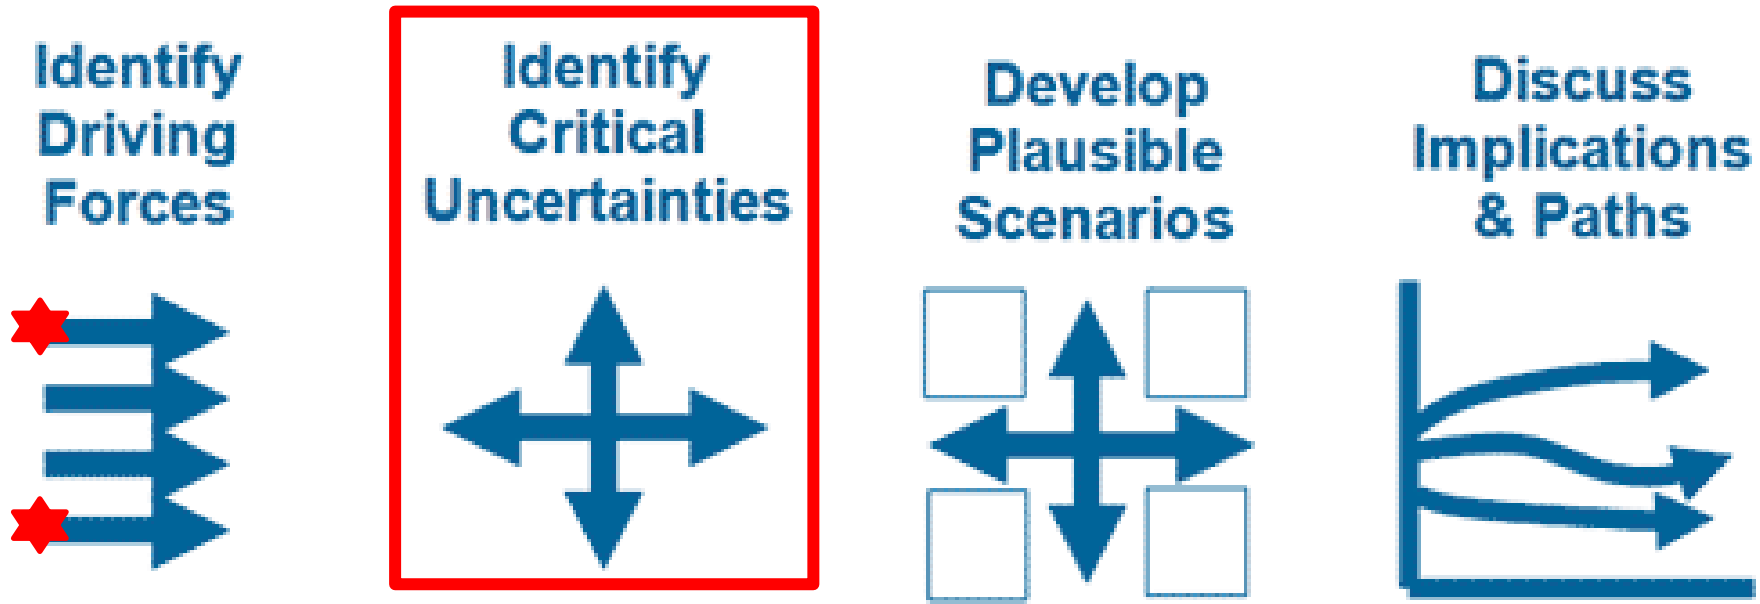 Identify
Driving
Forces
Identify
Critical
Uncertainties
Develop
Plausible
Scenarios
Discuss
Implications
& Paths